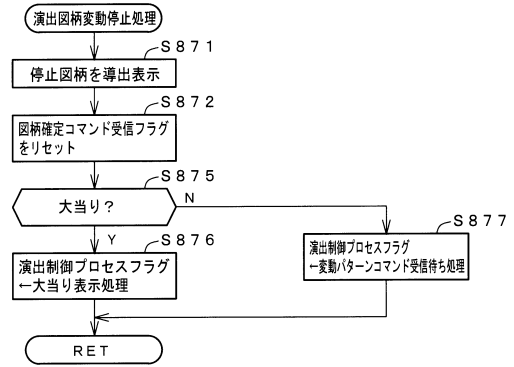 演出図柄変動停止処理
S871
停止図柄を導出表示
S872
図柄確定コマンド受信フラグ
をリセット
S875
大当り？
N
Y
S876
演出制御プロセスフラグ
←大当り表示処理
S877
演出制御プロセスフラグ
←変動パターンコマンド受信待ち処理
RET